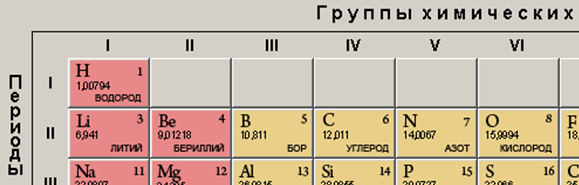 Группы химических
I II III IV V VI
Периоды
I
H 1
1,00794
ВОДОРОД
II
Li 3 Be 4 B 5 C 6 N 7 O 8 F
6,941 9,01218 10,811 12,011 14,0067 15,9994 18,
ЛИТИЙ БЕРИЛЛИЙ БОР УГЛЕРОД АЗОТ КИСЛОРОД
III
Na 11 Mg 12 Al 13 Si 14 P 15 S 16